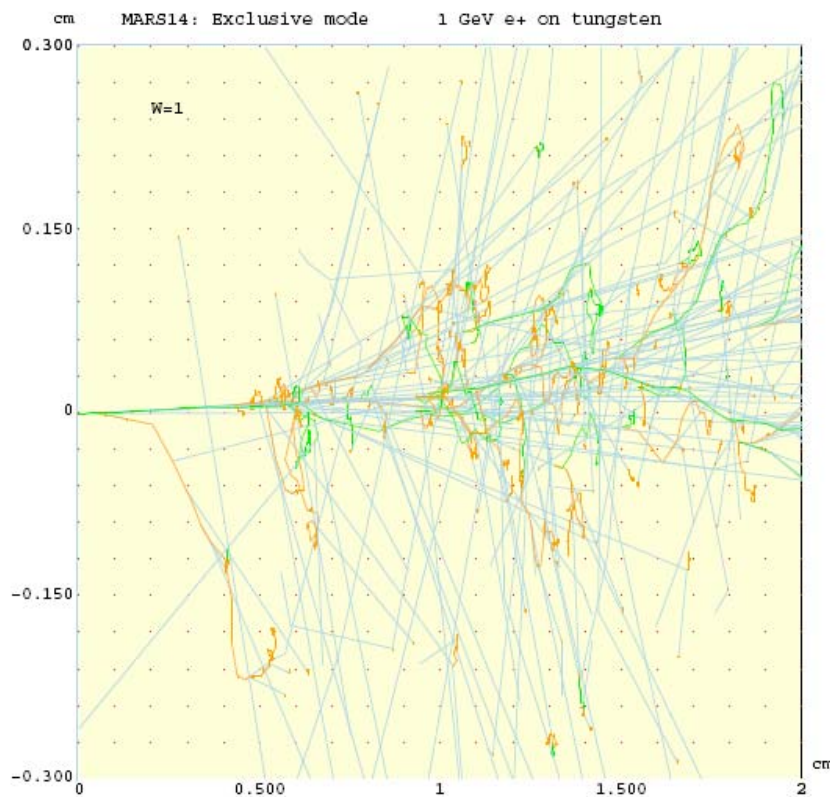 cm MARS14: Exclusive mode 1 GeV e+ on tungsten
0.300
W=1
0.150
0
-0.150
-0.300
0 0.500 1 1.500 2
cm